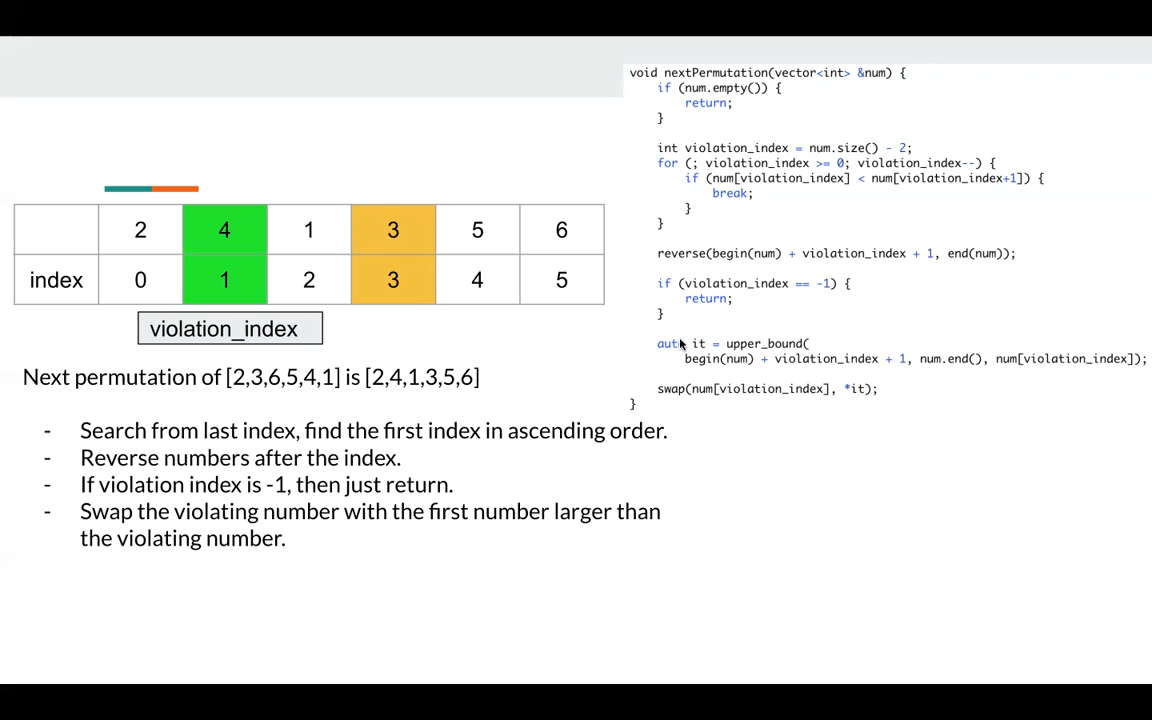 2 4 1 3 5 6
index 0 1 2 3 4 5
violation_index
Next permutation of [2,3,6,5,4,1] is [2,4,1,3,5,6]
- Search from last index, find the first index in ascending order.
- Reverse numbers after the index.
- If violation index is -1, then just return.
- Swap the violating number with the first number larger than
the violating number.
void nextPermutation(vector<int> &num) {
    if (num.empty()) {
        return;
    }
    int violation_index = num.size() - 2;
    for (; violation_index >= 0; violation_index--) {
        if (num[violation_index] < num[violation_index+1]) {
            break;
        }
    }
    reverse(begin(num) + violation_index + 1, end(num));
    if (violation_index == -1) {
        return;
    }
    auto it = upper_bound(
        begin(num) + violation_index + 1, num.end(), num[violation_index]);
    swap(num[violation_index], *it);
}